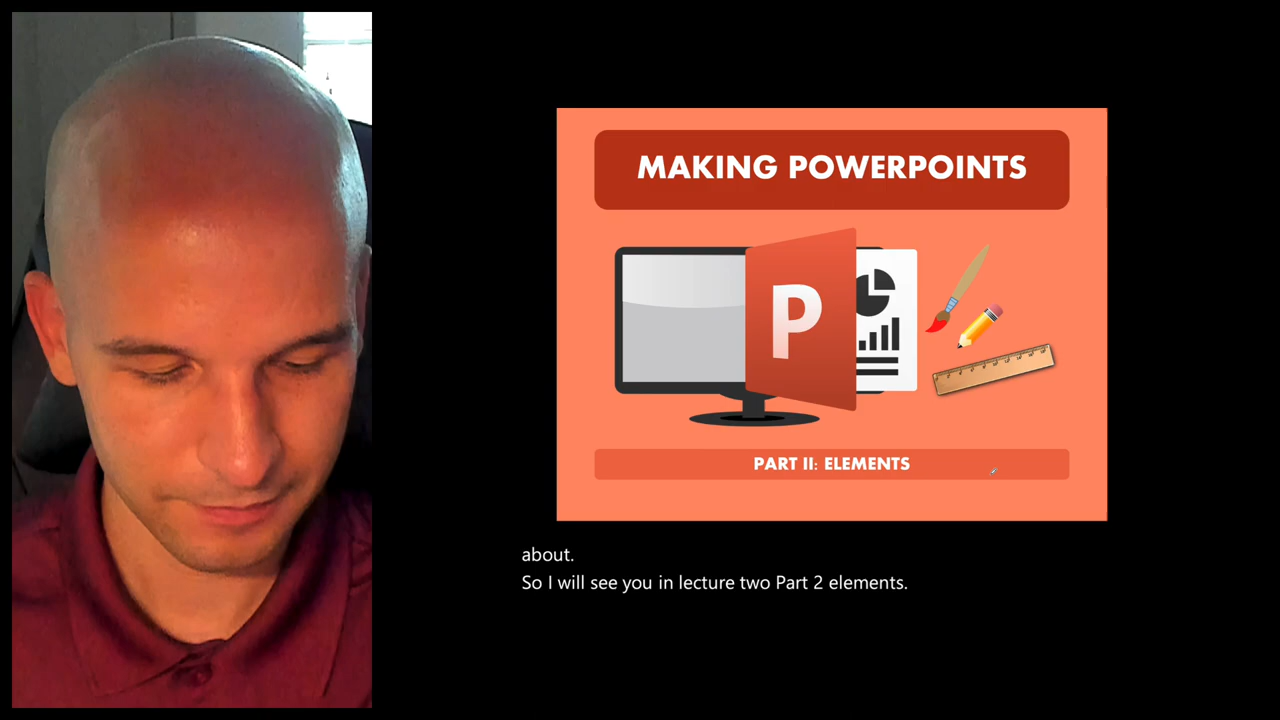 MAKING POWERPOINTS
P
PART II: ELEMENTS
about.
So I will see you in lecture two Part 2 elements.